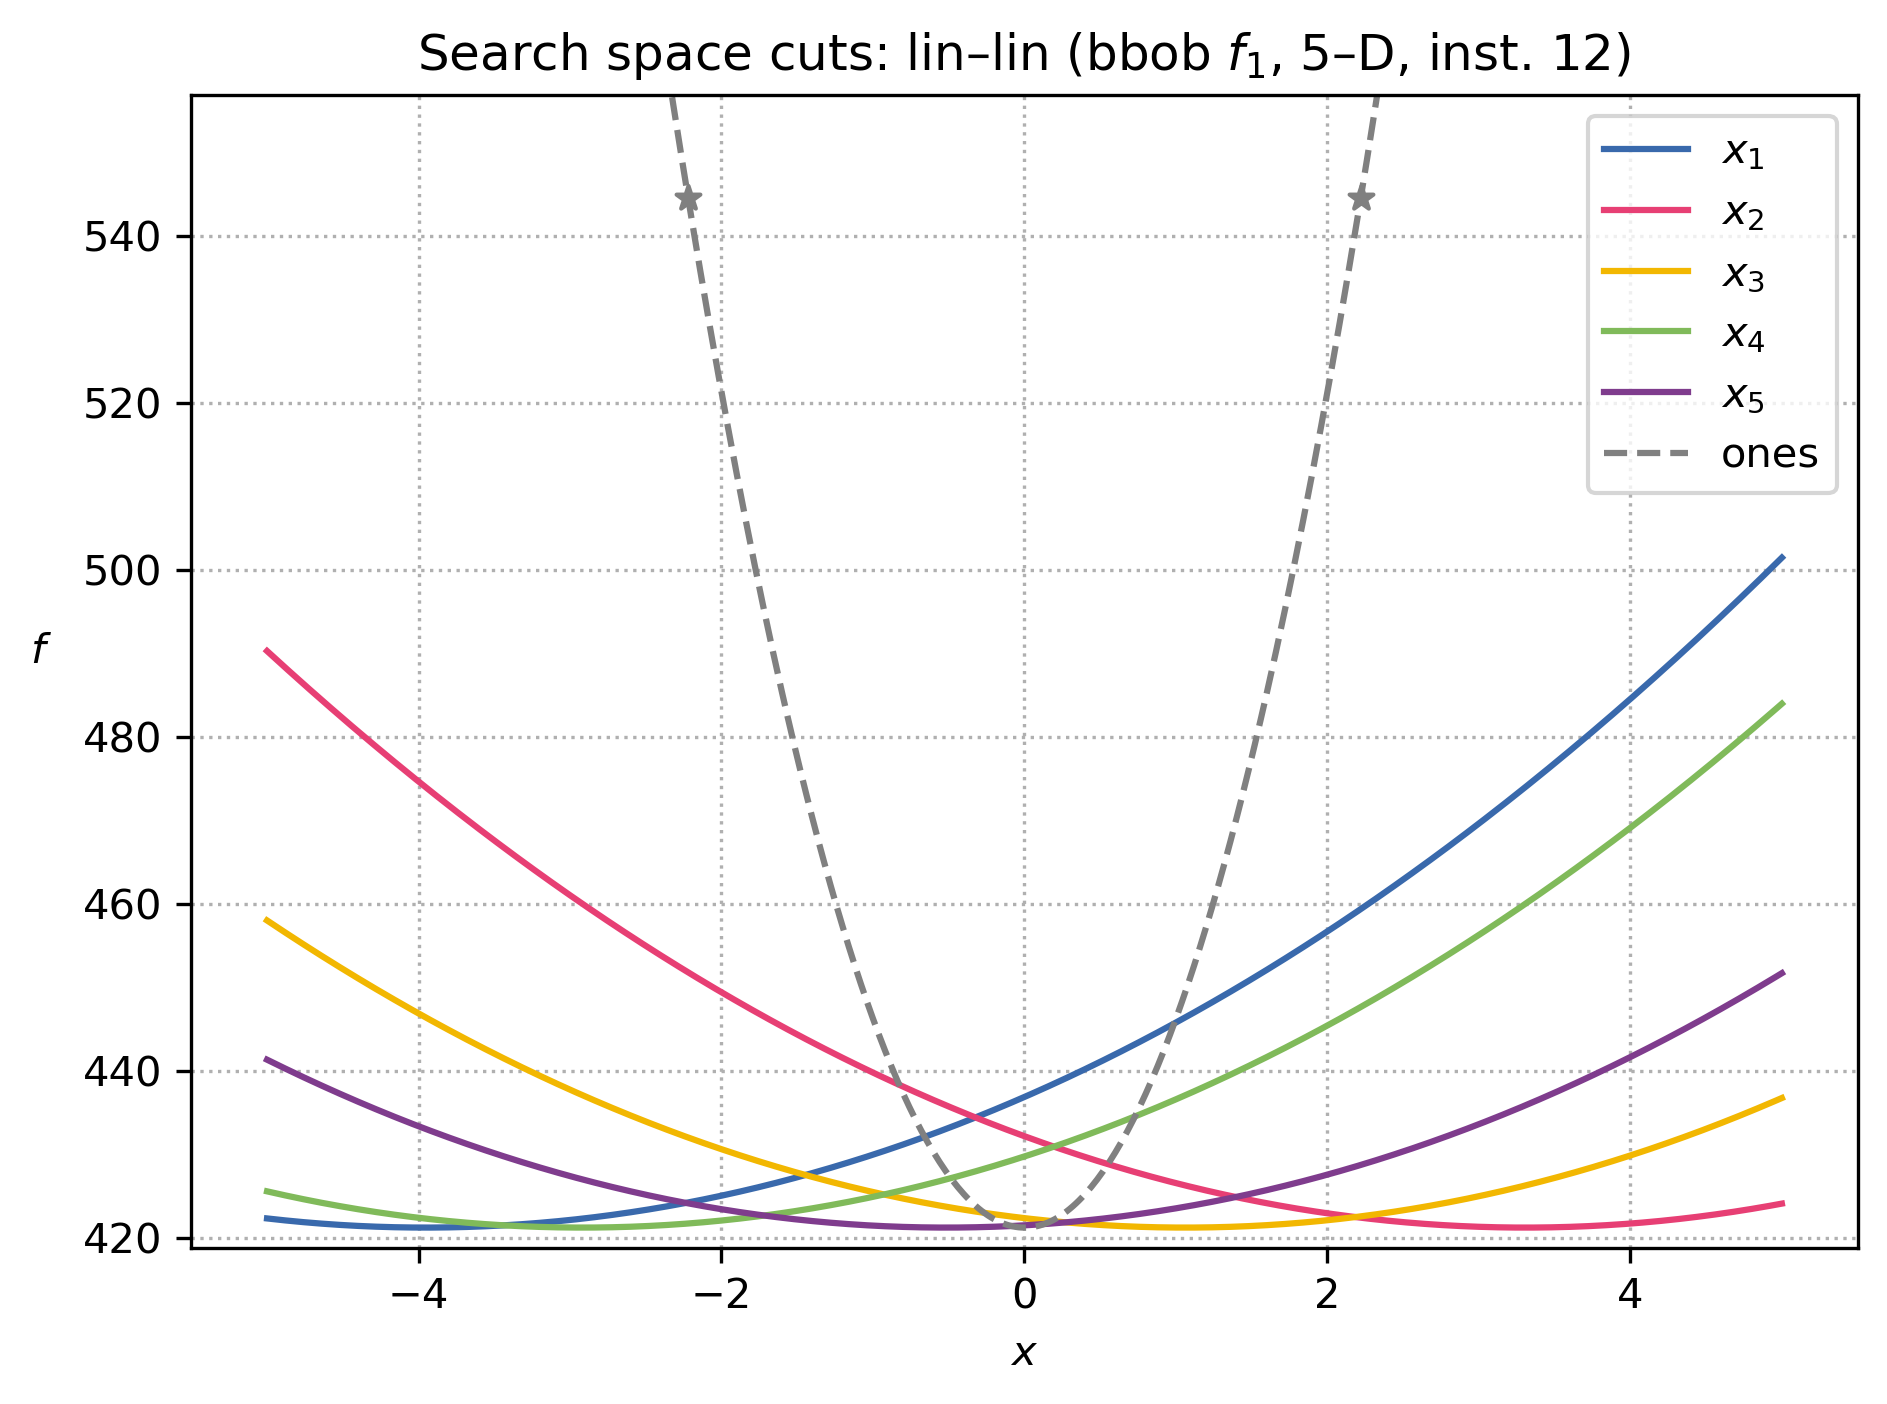 Search space cuts: lin–lin (bbob f₁, 5–D, inst. 12)
540
520
500
480
460
440
420
f
−4
−2
0
2
4
x
x₁
x₂
x₃
x₄
x₅
ones